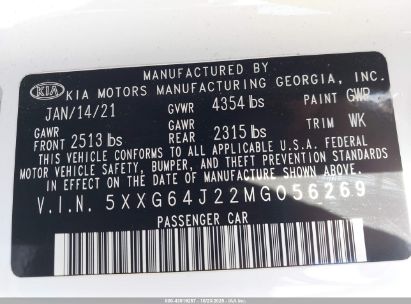 MANUFACTURED BY
KIA KIA MOTORS MANUFACTURING GEORGIA, INC.
JAN/14/21 GVWR 4354 lbs PAINT GWP
GAWR FRONT 2513 lbs GAWR REAR 2315 lbs TRIM WK
THIS VEHICLE CONFORMS TO ALL APPLICABLE U.S.A. FEDERAL
MOTOR VEHICLE SAFETY, BUMPER, AND THEFT PREVENTION STANDARDS
IN EFFECT ON THE DATE OF MANUFACTURE SHOWN ABOVE.
V.I.N. 5XXG64J22MG056269
PASSENGER CAR